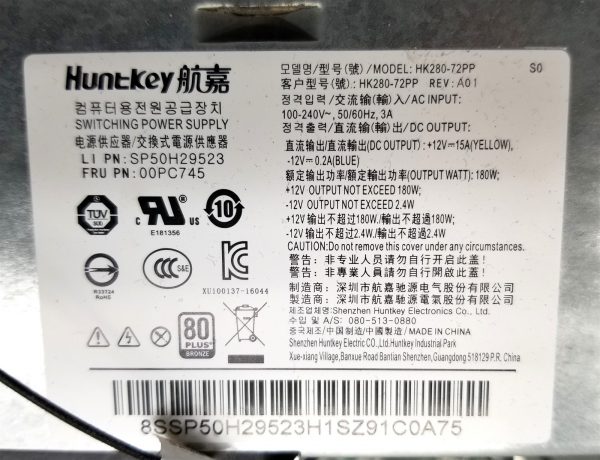 Huntkey 航嘉
컴퓨터용전원공급장치
SWITCHING POWER SUPPLY
电源供应器/交換式電源供應器
LI PN:SP50H29523
FRU PN: 00PC745
모델명/型号(號)/MODEL: HK280-72PP S0
客户型号(號): HK280-72PP REV: A01
정격입력/交流输(輸)入/AC INPUT:
100-240V~, 50/60Hz, 3A
정격출력/直流输(輸)出/DC OUTPUT:
直流输出/直流輸出(DC OUTPUT) : +12V⎓15A(YELLOW),
-12V⎓0.2A(BLUE)
额定输出功率/額定輸出功率(OUTPUT WATT): 180W;
+12V OUTPUT NOT EXCEED 180W;
-12V OUTPUT NOT EXCEED 2.4W
+12V输出不超过180W./輸出不超過180W;
-12V输出不超过2.4W./輸出不超過2.4W
CAUTION:Do not remove this cover under any circumstances.
警告: 非专业人员请勿自行开启此盖!
警告: 非專業人員請勿自行開啟此蓋!
制造商: 深圳市航嘉驰源电气股份有限公司
製造商: 深圳市航嘉馳源電氣股份有限公司
제조업체명:Shenzhen Huntkey Electronics Co., Ltd
수입 및 A/S: 080-513-0880
중국제조/中国制造/中國製造/MADE IN CHINA
Shenzhen Huntkey Electric CO., LTD. Huntkey Industrial Park
Xue-xiang Village,Banxue Road Bantian Shenzhen,Guangdong 518129 P.R. China
TÜV
c RU us
E181356
10
R33724
RoHS
CCC S&E
XU100137-16044
80
PLUS
BRONZE
8SSP50H29523H1SZ91C0A75